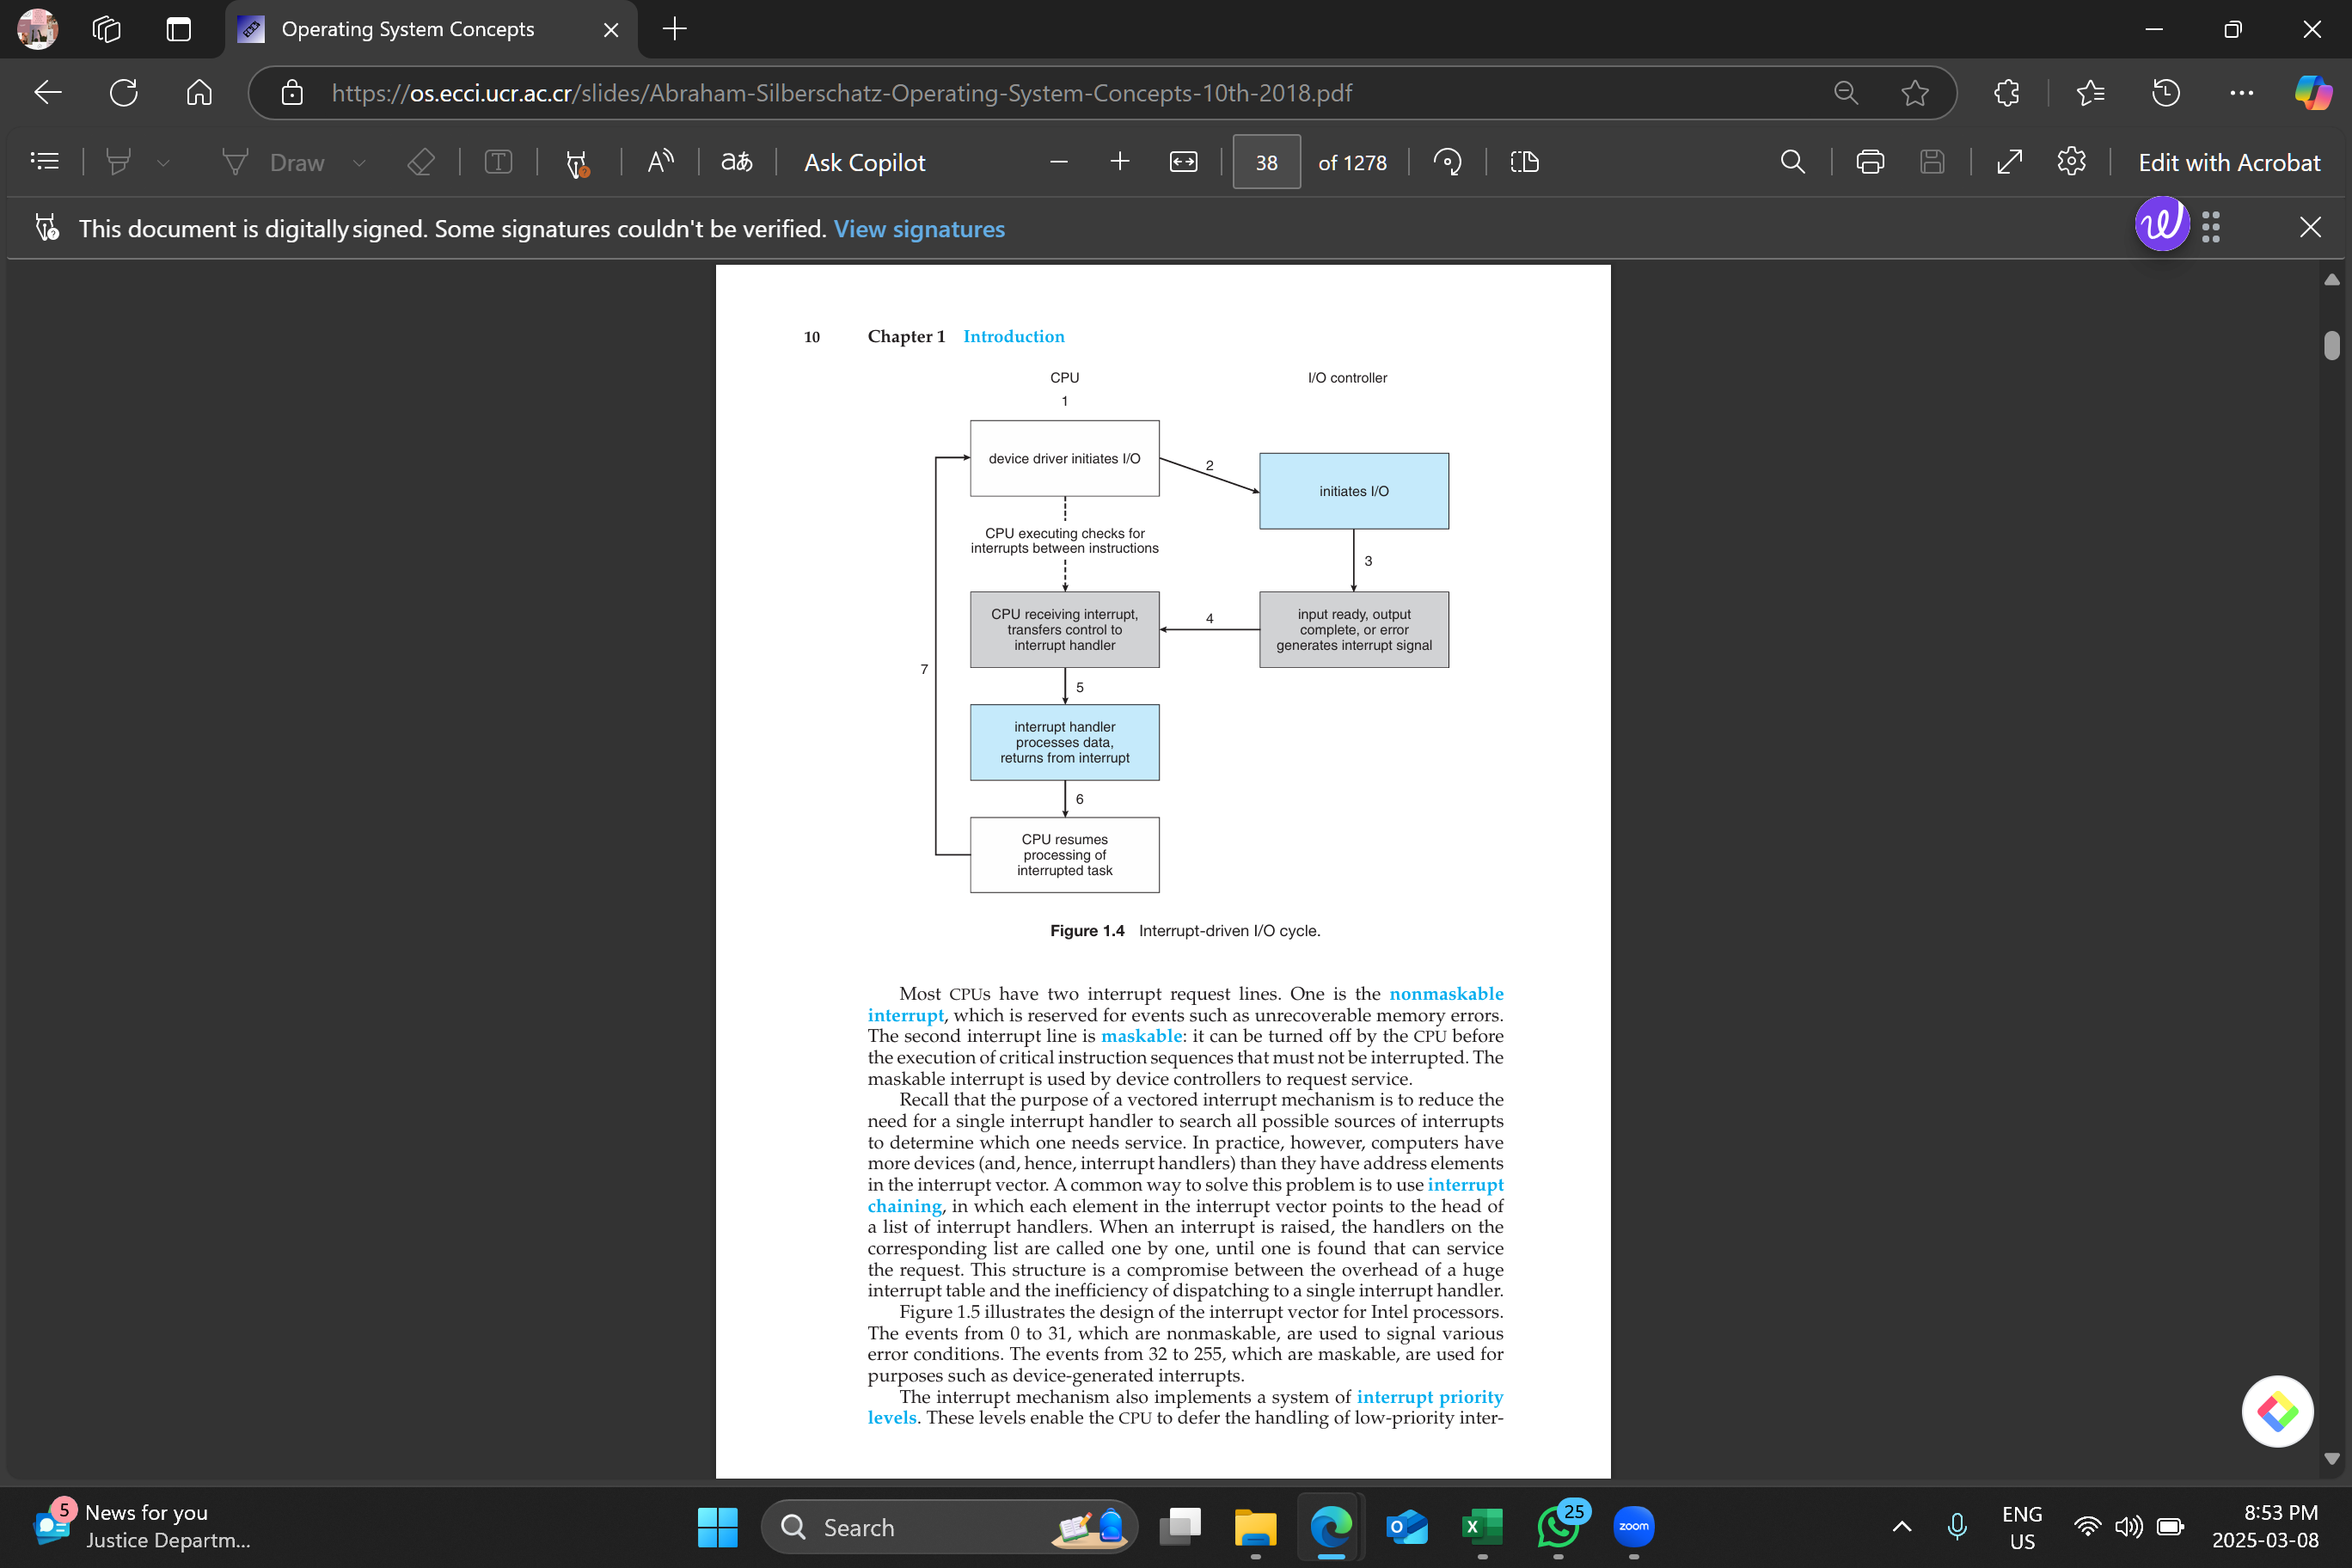 Operating System Concepts
https://os.ecci.ucr.ac.cr/slides/Abraham-Silberschatz-Operating-System-Concepts-10th-2018.pdf
Draw
T
A
aあ
Ask Copilot
38
of 1278
Edit with Acrobat
This document is digitally signed. Some signatures couldn't be verified. View signatures
10 Chapter 1 Introduction
CPU
I/O controller
1
device driver initiates I/O
2
initiates I/O
CPU executing checks for
interrupts between instructions
3
CPU receiving interrupt,
transfers control to
interrupt handler
4
input ready, output
complete, or error
generates interrupt signal
7
5
interrupt handler
processes data,
returns from interrupt
6
CPU resumes
processing of
interrupted task
Figure 1.4 Interrupt-driven I/O cycle.
Most CPUs have two interrupt request lines. One is the nonmaskable
interrupt, which is reserved for events such as unrecoverable memory errors.
The second interrupt line is maskable: it can be turned off by the CPU before
the execution of critical instruction sequences that must not be interrupted. The
maskable interrupt is used by device controllers to request service.
Recall that the purpose of a vectored interrupt mechanism is to reduce the
need for a single interrupt handler to search all possible sources of interrupts
to determine which one needs service. In practice, however, computers have
more devices (and, hence, interrupt handlers) than they have address elements
in the interrupt vector. A common way to solve this problem is to use interrupt
chaining, in which each element in the interrupt vector points to the head of
a list of interrupt handlers. When an interrupt is raised, the handlers on the
corresponding list are called one by one, until one is found that can service
the request. This structure is a compromise between the overhead of a huge
interrupt table and the inefficiency of dispatching to a single interrupt handler.
Figure 1.5 illustrates the design of the interrupt vector for Intel processors.
The events from 0 to 31, which are nonmaskable, are used to signal various
error conditions. The events from 32 to 255, which are maskable, are used for
purposes such as device-generated interrupts.
The interrupt mechanism also implements a system of interrupt priority
levels. These levels enable the CPU to defer the handling of low-priority inter-
5
News for you
Justice Departm...
Search
25
zoom
ENG
US
8:53 PM
2025-03-08